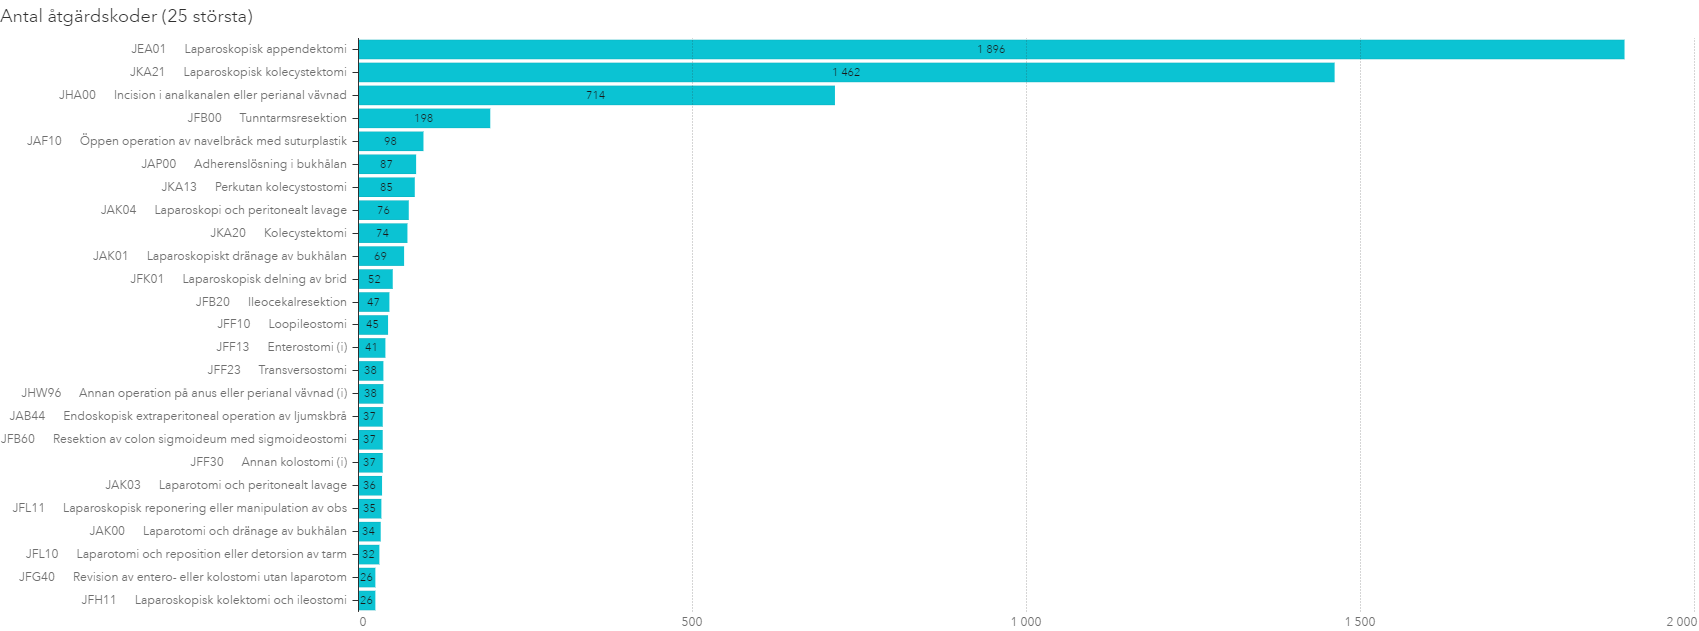 Antal åtgärdskoder (25 största)
JEA01 Laparoskopisk appendektomi 1 896
JKA21 Laparoskopisk kolecystektomi 1 462
JHA00 Incision i analkanalen eller perianal vävnad 714
JFB00 Tunntarmsresektion 198
JAF10 Öppen operation av navelbråck med suturplastik 98
JAP00 Adherenslösning i bukhålan 87
JKA13 Perkutan kolecystostomi 85
JAK04 Laparoskopi och peritonealt lavage 76
JKA20 Kolecystektomi 74
JAK01 Laparoskopiskt dränage av bukhålan 69
JFK01 Laparoskopisk delning av brid 52
JFB20 Ileocekalresektion 47
JFF10 Loopileostomi 45
JFF13 Enterostomi (i) 41
JFF23 Transversostomi 38
JHW96 Annan operation på anus eller perianal vävnad (i) 38
JAB44 Endoskopisk extraperitoneal operation av ljumskbrå 37
JFB60 Resektion av colon sigmoideum med sigmoideostomi 37
JFF30 Annan kolostomi (i) 37
JAK03 Laparotomi och peritonealt lavage 36
JFL11 Laparoskopisk reponering eller manipulation av obs 35
JAK00 Laparotomi och dränage av bukhålan 34
JFL10 Laparotomi och reposition eller detorsion av tarm 32
JFG40 Revision av entero- eller kolostomi utan laparotom 26
JFH11 Laparoskopisk kolektomi och ileostomi 26
0 500 1 000 1 500 2 000